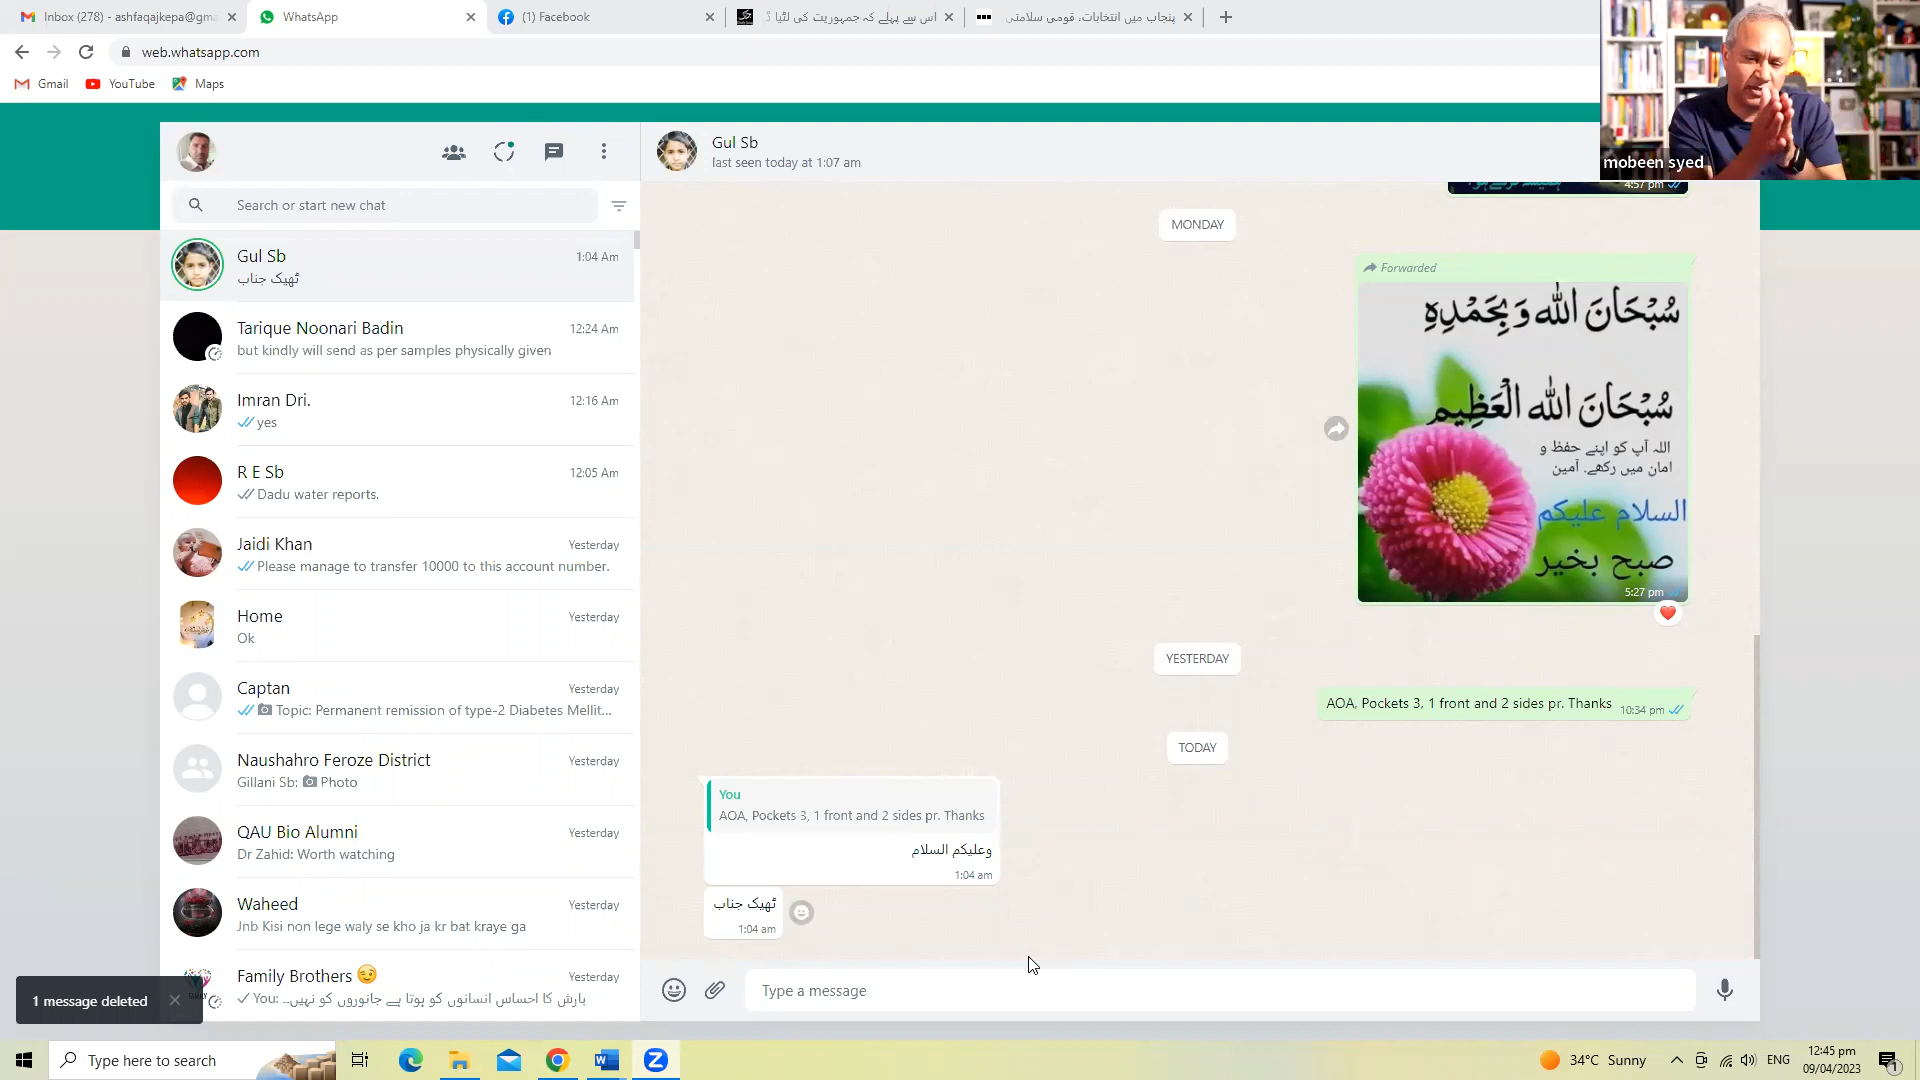 Inbox (278) - ashfaqajkepa@gma
WhatsApp
(1) Facebook
اس سے پہلے کہ جمہوریت کی لٹیا ڈ
پنجاب میں انتخابات، قومی سلامتی
web.whatsapp.com
Gmail
YouTube
Maps
mobeen syed
Gul Sb
last seen today at 1:07 am
Search or start new chat
Gul Sb
1:04 Am
ٹھیک جناب
Tarique Noonari Badin
12:24 Am
but kindly will send as per samples physically given
Imran Dri.
12:16 Am
yes
R E Sb
12:05 Am
Dadu water reports.
Jaidi Khan
Yesterday
Please manage to transfer 10000 to this account number.
Home
Yesterday
Ok
Captan
Yesterday
Topic: Permanent remission of type-2 Diabetes Mellit...
Naushahro Feroze District
Yesterday
Gillani Sb: Photo
QAU Bio Alumni
Yesterday
Dr Zahid: Worth watching
Waheed
Yesterday
Jnb Kisi non lege waly se kho ja kr bat kraye ga
Family Brothers 😉
Yesterday
You: بارش کا احساس انسانوں کو ہوتا ہے جانوروں کو نہیں..
1 message deleted
4:57 pm
MONDAY
Forwarded
سُبْحَانَ اللّٰه وَبِحَمْدِهِ
سُبْحَانَ اللّٰه الْعَظِيم
اللہ آپ کو اپنے حفظ و
امان میں رکھے. آمین
السلام علیکم
صبح بخیر
5:27 pm
❤️
YESTERDAY
AOA, Pockets 3, 1 front and 2 sides pr. Thanks
10:34 pm
TODAY
You
AOA, Pockets 3, 1 front and 2 sides pr. Thanks
وعلیکم السلام
1:04 am
ٹھیک جناب
1:04 am
Type a message
Type here to search
34°C Sunny
ENG
12:45 pm
09/04/2023
1